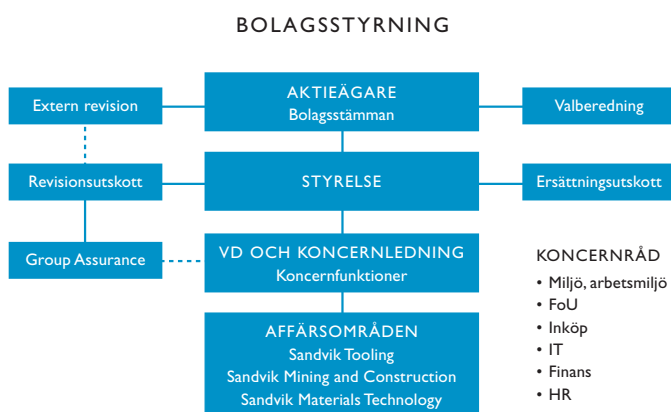 BOLAGSSTYRNING
Extern revision
AKTIEÄGARE
Bolagsstämman
Valberedning
Revisionsutskott
STYRELSE
Ersättningsutskott
Group Assurance
VD OCH KONCERNLEDNING
Koncernfunktioner
AFFÄRSOMRÅDEN
Sandvik Tooling
Sandvik Mining and Construction
Sandvik Materials Technology
KONCERNRÅD
• Miljö, arbetsmiljö
• FoU
• Inköp
• IT
• Finans
• HR